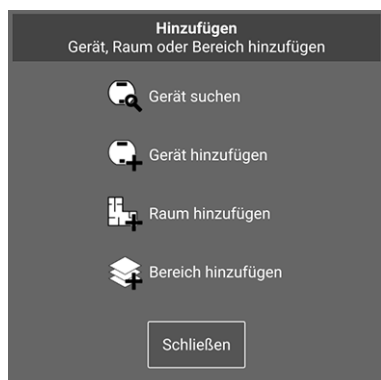 Hinzufügen
Gerät, Raum oder Bereich hinzufügen
Gerät suchen
Gerät hinzufügen
Raum hinzufügen
Bereich hinzufügen
Schließen